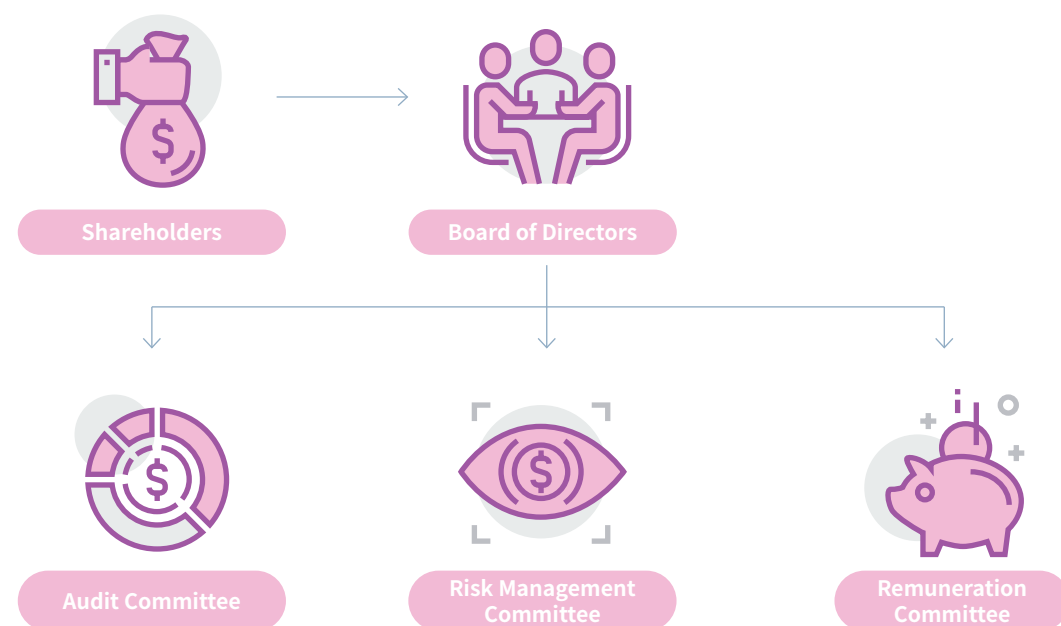 $
Shareholders
Board of Directors
$
$
Audit Committee
Risk Management
Committee
Remuneration
Committee